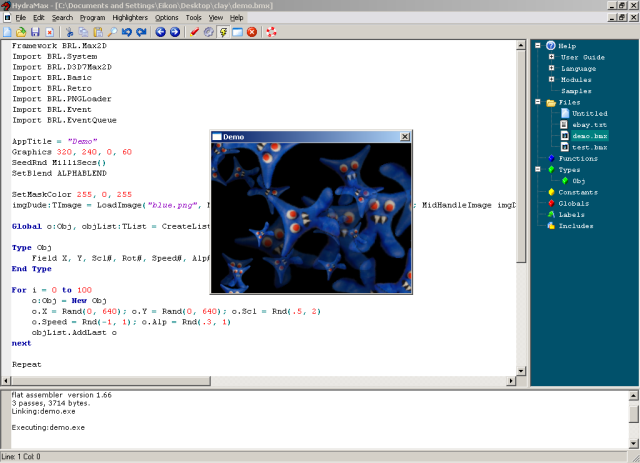 HydraMax - [C:\Documents and Settings\Eikon\Desktop\clay\demo.bmx]
File Edit Search Program Highlighters Options Tools View Help
Framework BRL.Max2D
Import BRL.System
Import BRL.D3D7Max2D
Import BRL.Basic
Import BRL.Retro
Import BRL.PNGLoader
Import BRL.Event
Import BRL.EventQueue
AppTitle = "Demo"
Graphics 320, 240, 0, 60
SeedRnd MilliSecs()
SetBlend ALPHABLEND
SetMaskColor 255, 0, 255
imgDude:TImage = LoadImage("blue.png", ; MidHandleImage imgD
Global o:Obj, objList:TList = CreateLis
Type Obj
Field X, Y, Scl#, Rot#, Speed#, Alp#
End Type
For i = 0 to 100
o:Obj = New Obj
o.X = Rand(0, 640); o.Y = Rand(0, 640); o.Scl = Rnd(.5, 2)
o.Speed = Rnd(-1, 1); o.Alp = Rnd(.3, 1)
objList.AddLast o
next
Repeat
Demo
Help
User Guide
Language
Modules
Samples
Files
Untitled
ebay.txt
demo.bmx
test.bmx
Functions
Types
Obj
Constants
Globals
Labels
Includes
flat assembler version 1.66
3 passes, 3714 bytes.
Linking:demo.exe
Executing:demo.exe
Line: 1 Col: 0